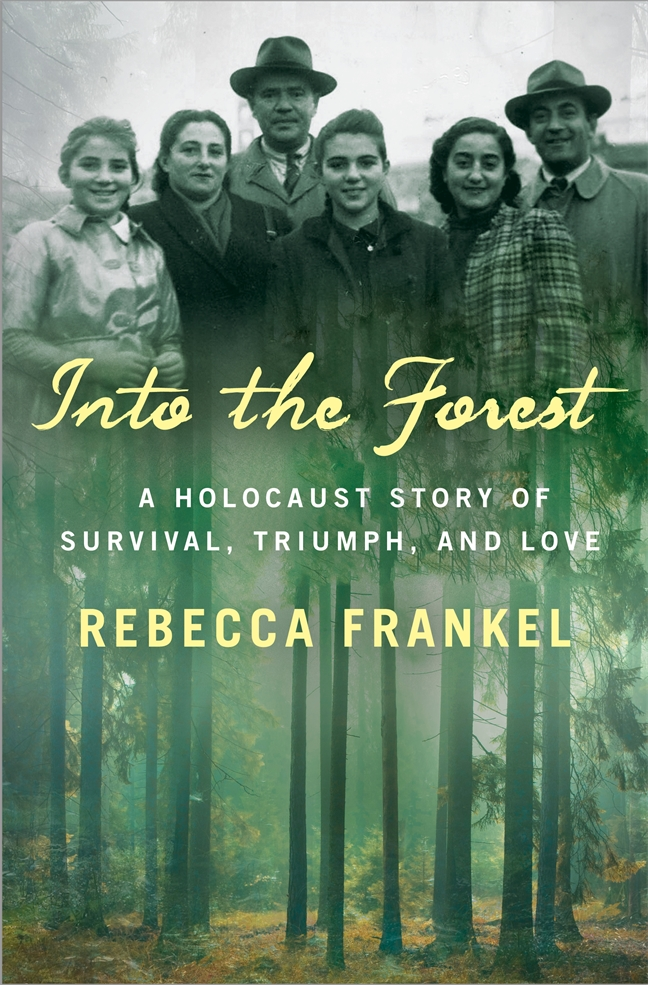 Into the Forest
A HOLOCAUST STORY OF
SURVIVAL, TRIUMPH, AND LOVE
REBECCA FRANKEL